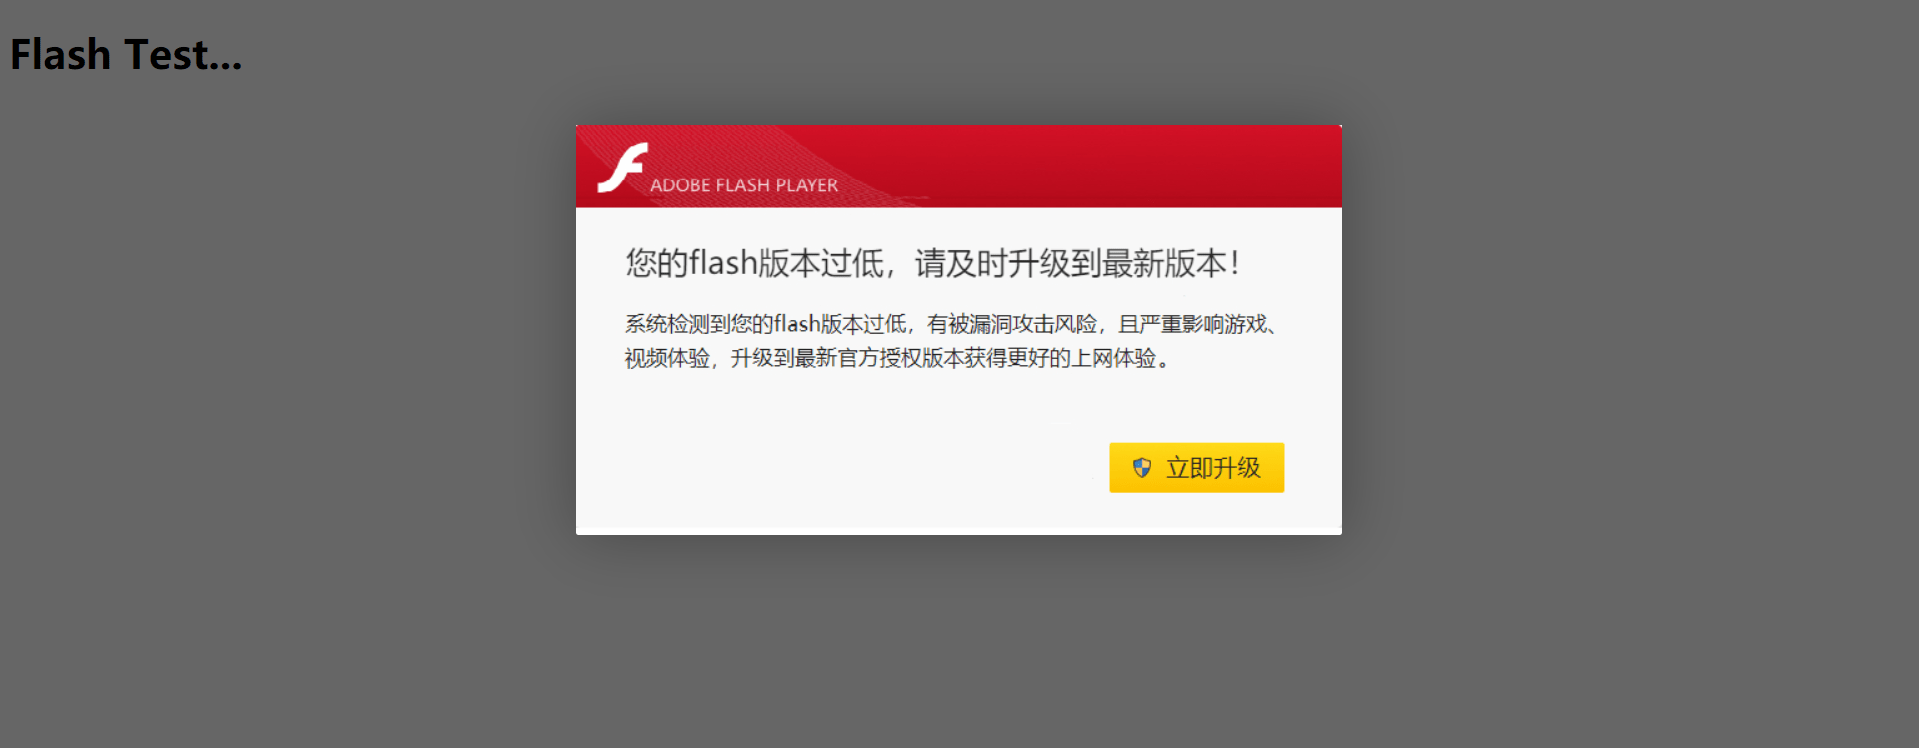 Flash Test...
ADOBE FLASH PLAYER
您的flash版本过低，请及时升级到最新版本！
系统检测到您的flash版本过低，有被漏洞攻击风险，且严重影响游戏、
视频体验，升级到最新官方授权版本获得更好的上网体验。
立即升级